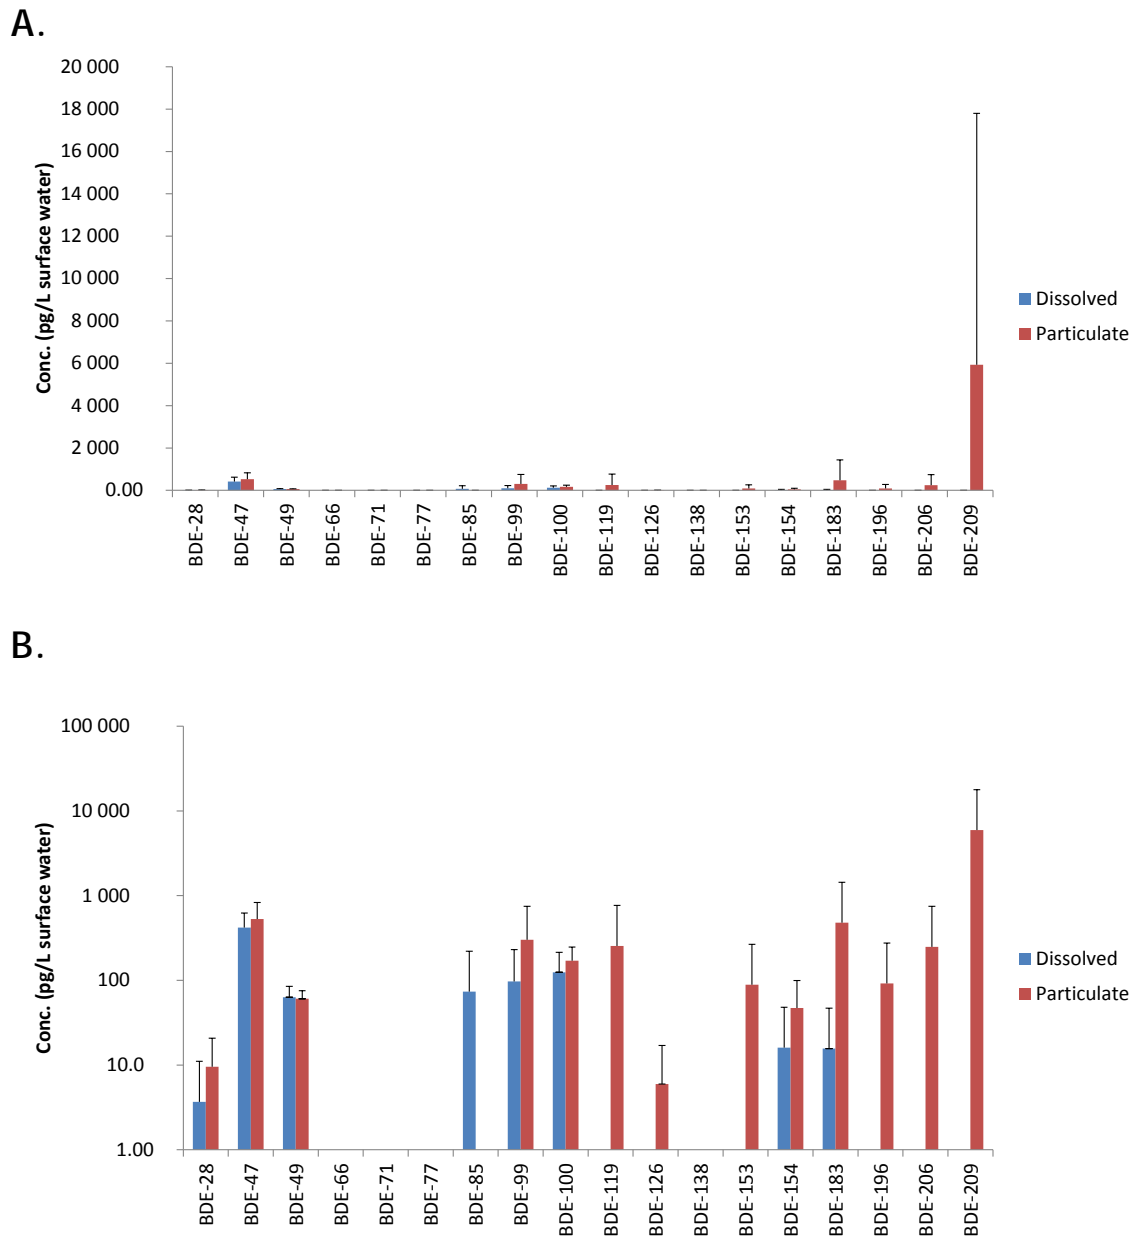 A.
20 000
18 000
16 000
14 000
12 000
10 000
8 000
6 000
4 000
2 000
0.00
Conc. (pg/L surface water)
BDE-28
BDE-47
BDE-49
BDE-66
BDE-71
BDE-77
BDE-85
BDE-99
BDE-100
BDE-119
BDE-126
BDE-138
BDE-153
BDE-154
BDE-183
BDE-196
BDE-206
BDE-209
Dissolved
Particulate
B.
100 000
10 000
1 000
100
10.0
1.00
Conc. (pg/L surface water)
BDE-28
BDE-47
BDE-49
BDE-66
BDE-71
BDE-77
BDE-85
BDE-99
BDE-100
BDE-119
BDE-126
BDE-138
BDE-153
BDE-154
BDE-183
BDE-196
BDE-206
BDE-209
Dissolved
Particulate